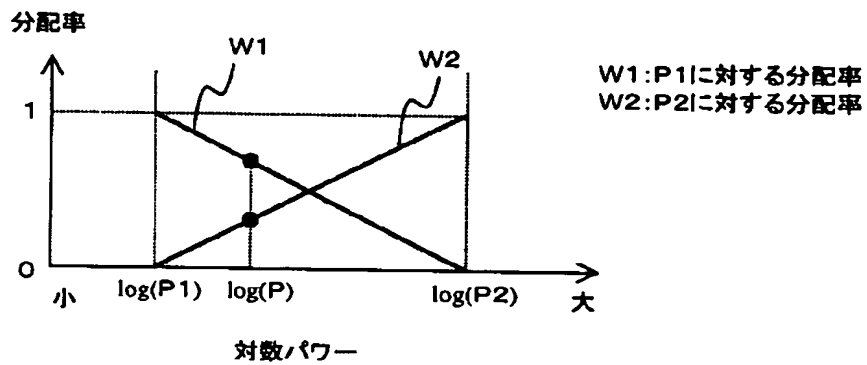 分配率
W1
W2
W1:P1に対する分配率
W2:P2に対する分配率
1
0
小
log(P1)
log(P)
log(P2)
大
対数パワー